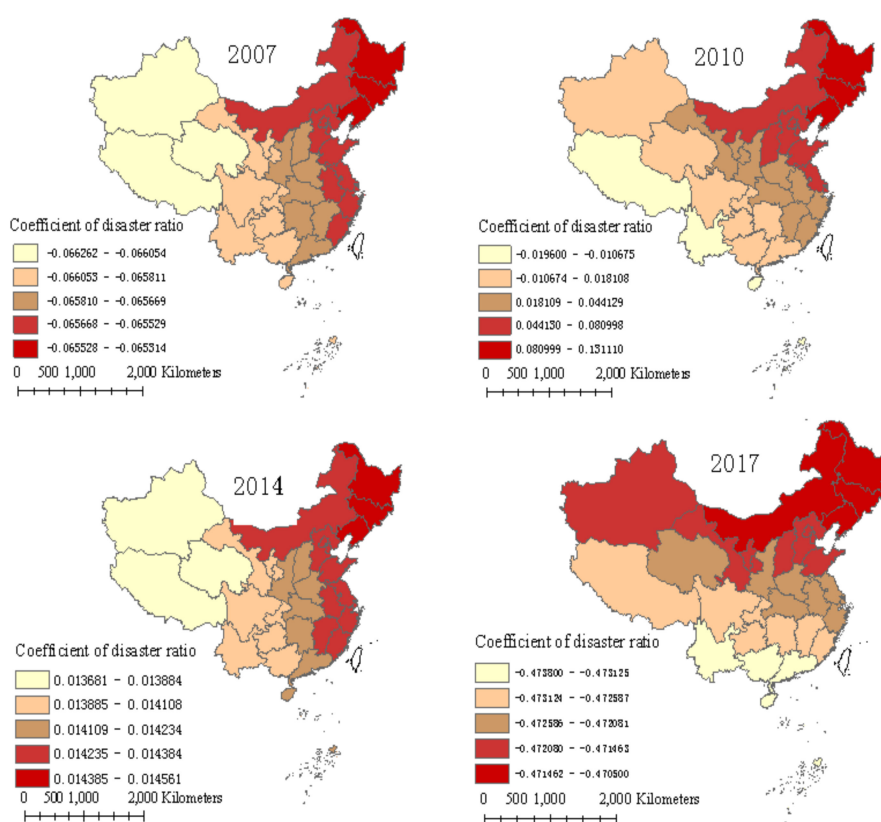 2007
Coefficient of disaster ratio
-0.066262 - -0.066054
-0.066053 - -0.065811
-0.065810 - -0.065669
-0.065668 - -0.065529
-0.065528 - -0.065314
0 500 1,000 2,000 Kilometers
2010
Coefficient of disaster ratio
-0.019600 - -0.010675
-0.010674 - 0.018108
0.018109 - 0.044129
0.044130 - 0.080998
0.080999 - 0.131110
0 500 1,000 2,000 Kilometers
2014
Coefficient of disaster ratio
0.013681 - 0.013884
0.013885 - 0.014108
0.014109 - 0.014234
0.014235 - 0.014384
0.014385 - 0.014561
0 500 1,000 2,000 Kilometers
2017
Coefficient of disaster ratio
-0.473800 - -0.473125
-0.473124 - -0.472587
-0.472586 - -0.472081
-0.472080 - -0.471463
-0.471462 - -0.470500
0 500 1,000 2,000 Kilometers